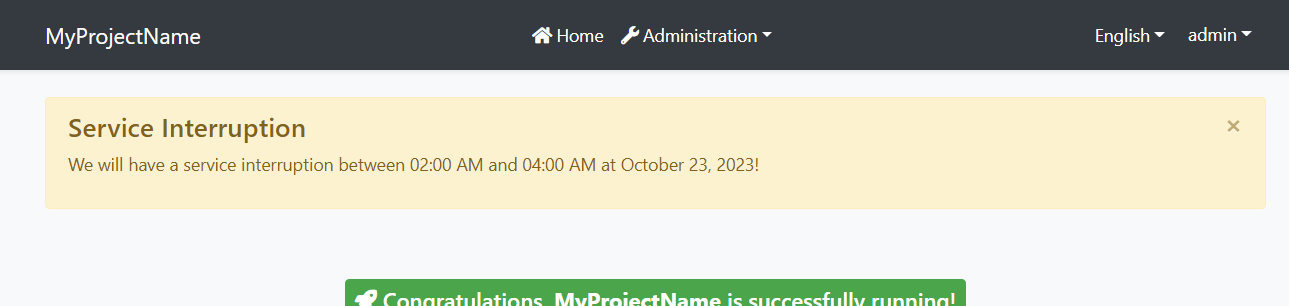 MyProjectName Home Administration English admin
Service Interruption ×
We will have a service interruption between 02:00 AM and 04:00 AM at October 23, 2023!
Congratulations, MyProjectName is successfully running!